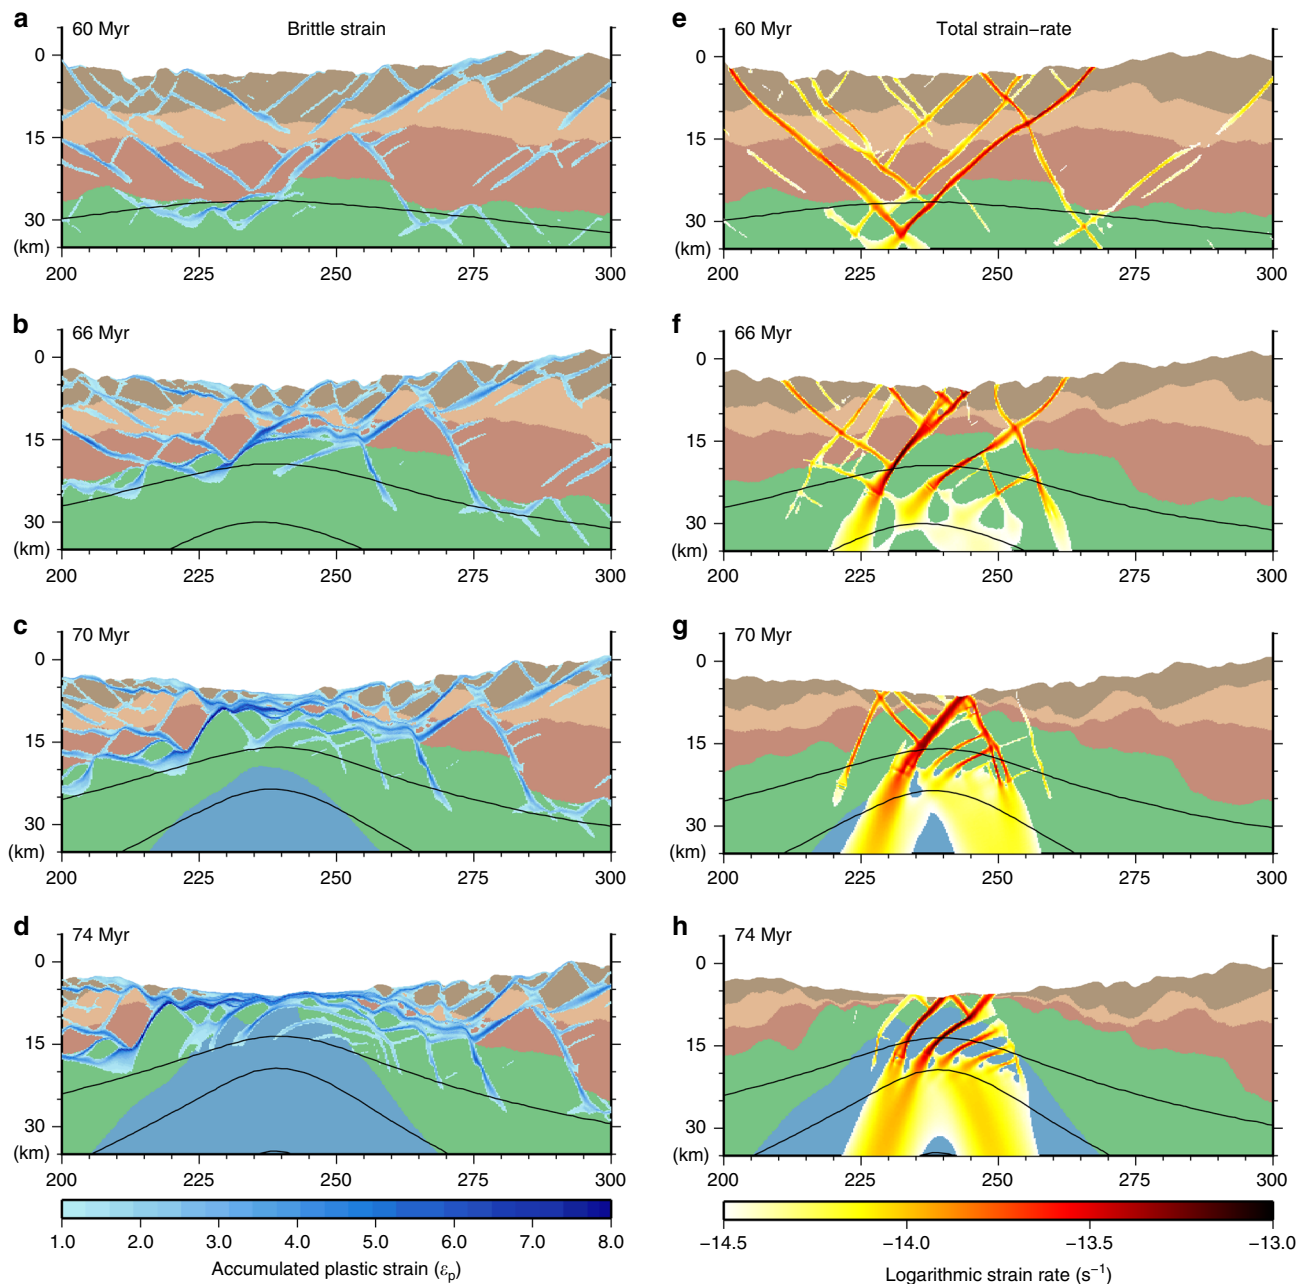 a
60 Myr
Brittle strain
0
15
30
(km)
200 225 250 275 300
e
60 Myr
Total strain–rate
0
15
30
(km)
200 225 250 275 300
b
66 Myr
0
15
30
(km)
200 225 250 275 300
f
66 Myr
0
15
30
(km)
200 225 250 275 300
c
70 Myr
0
15
30
(km)
200 225 250 275 300
g
70 Myr
0
15
30
(km)
200 225 250 275 300
d
74 Myr
0
15
30
(km)
200 225 250 275 300
h
74 Myr
0
15
30
(km)
200 225 250 275 300
1.0 2.0 3.0 4.0 5.0 6.0 7.0 8.0
Accumulated plastic strain (εp)
−14.5 −14.0 −13.5 −13.0
Logarithmic strain rate (s⁻¹)